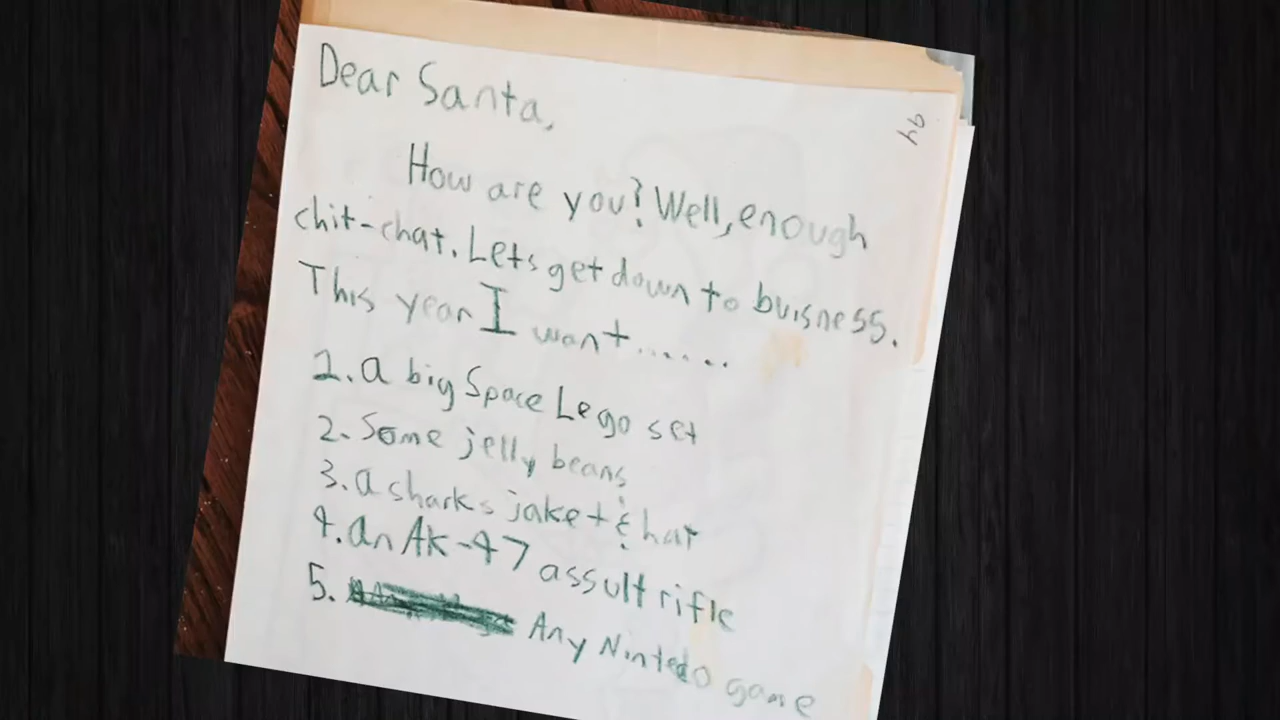 94
Dear Santa,
How are you? Well, enough
chit-chat. Lets get down to buisness.
This year I want......
1. a big Space Lego set
2. Some jelly beans
3. a sharks jaket & hat
4. an AK-47 assult rifle
5. Any Nintedo game